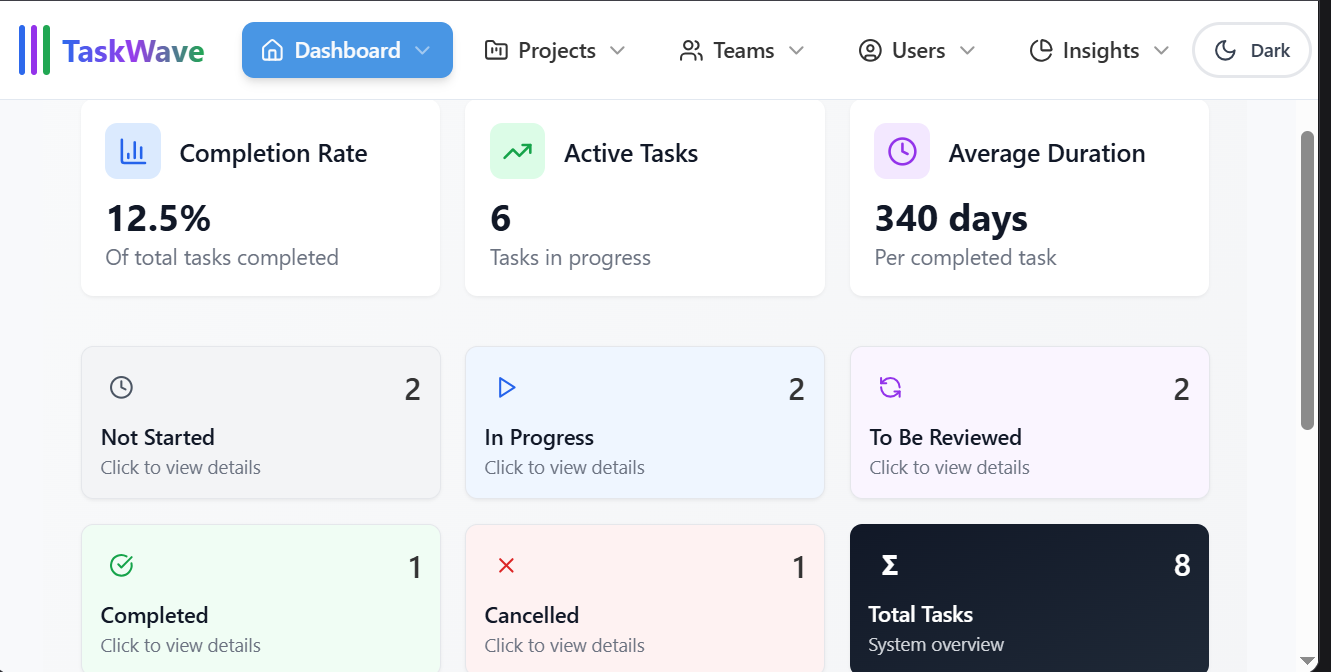 TaskWave
Dashboard
Projects
Teams
Users
Insights
Dark
Completion Rate
12.5%
Of total tasks completed
Active Tasks
6
Tasks in progress
Average Duration
340 days
Per completed task
2
Not Started
Click to view details
2
In Progress
Click to view details
2
To Be Reviewed
Click to view details
1
Completed
Click to view details
1
Cancelled
Click to view details
Σ
8
Total Tasks
System overview